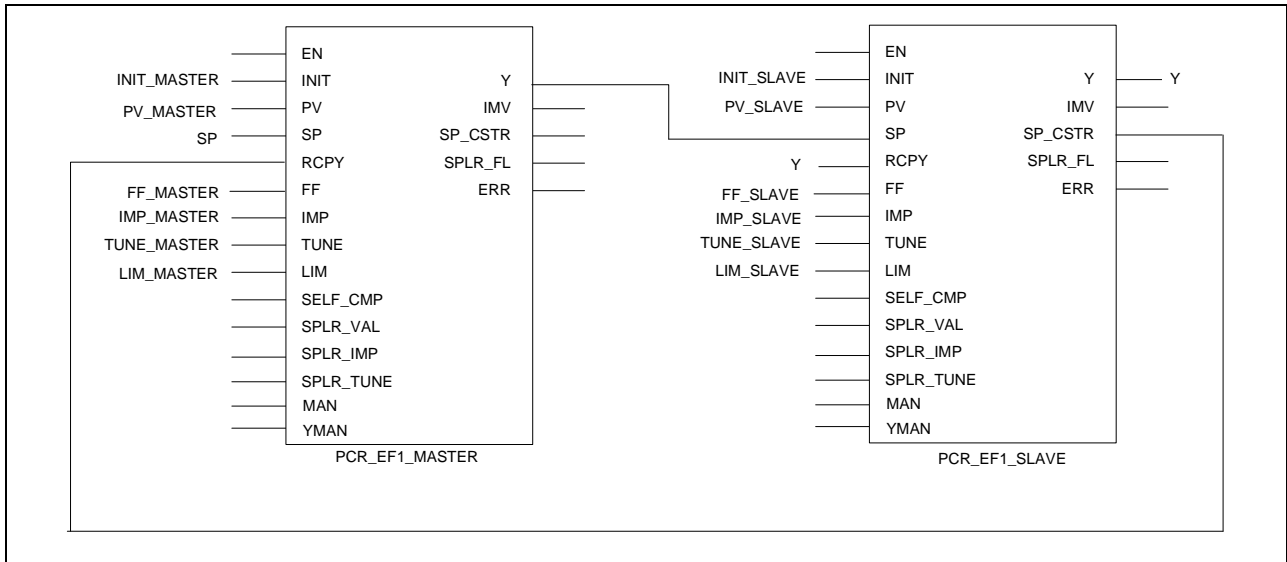 EN
INIT_MASTER INIT Y
PV_MASTER PV IMV
SP SP SP_CSTR
RCPY SPLR_FL
FF_MASTER FF ERR
IMP_MASTER IMP
TUNE_MASTER TUNE
LIM_MASTER LIM
SELF_CMP
SPLR_VAL
SPLR_IMP
SPLR_TUNE
MAN
YMAN
PCR_EF1_MASTER
EN
INIT_SLAVE INIT Y Y
PV_SLAVE PV IMV
SP SP_CSTR
Y RCPY SPLR_FL
FF_SLAVE FF ERR
IMP_SLAVE IMP
TUNE_SLAVE TUNE
LIM_SLAVE LIM
SELF_CMP
SPLR_VAL
SPLR_IMP
SPLR_TUNE
MAN
YMAN
PCR_EF1_SLAVE